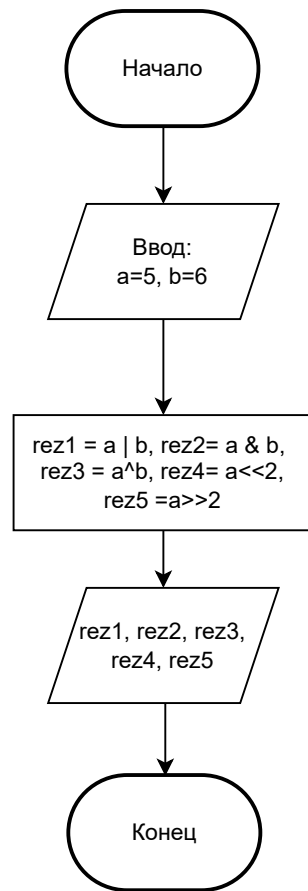 Начало
Ввод:
a=5, b=6
rez1 = a | b, rez2= a & b,
rez3 = a^b, rez4= a<<2,
rez5 =a>>2
rez1, rez2, rez3,
rez4, rez5
Конец